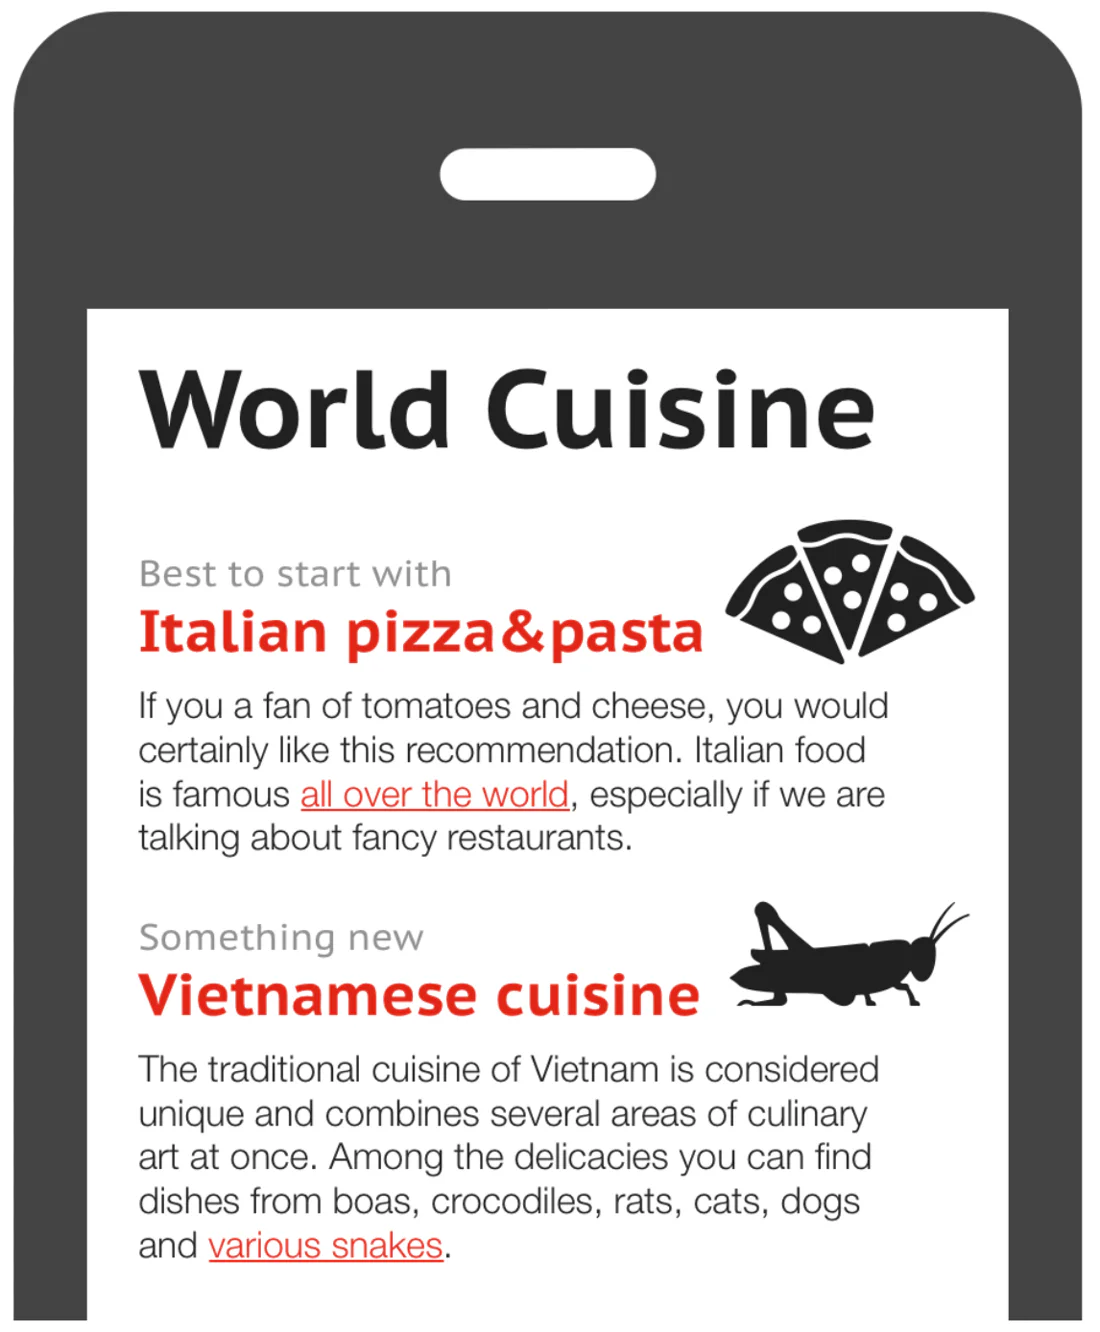 World Cuisine
Best to start with
Italian pizza&pasta
If you a fan of tomatoes and cheese, you would
certainly like this recommendation. Italian food
is famous all over the world, especially if we are
talking about fancy restaurants.
Something new
Vietnamese cuisine
The traditional cuisine of Vietnam is considered
unique and combines several areas of culinary
art at once. Among the delicacies you can find
dishes from boas, crocodiles, rats, cats, dogs
and various snakes.